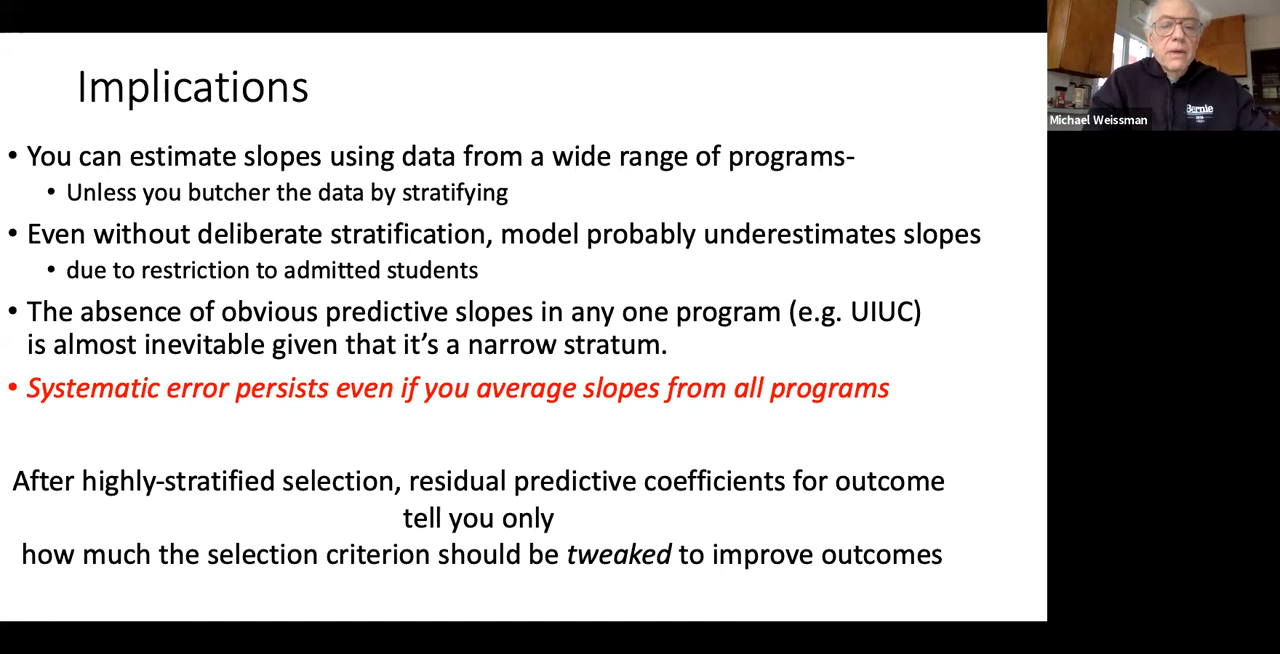 Implications
• You can estimate slopes using data from a wide range of programs-
• Unless you butcher the data by stratifying
• Even without deliberate stratification, model probably underestimates slopes
• due to restriction to admitted students
• The absence of obvious predictive slopes in any one program (e.g. UIUC)
is almost inevitable given that it's a narrow stratum.
• Systematic error persists even if you average slopes from all programs
After highly-stratified selection, residual predictive coefficients for outcome
tell you only
how much the selection criterion should be tweaked to improve outcomes
Bernie
Michael Weissman